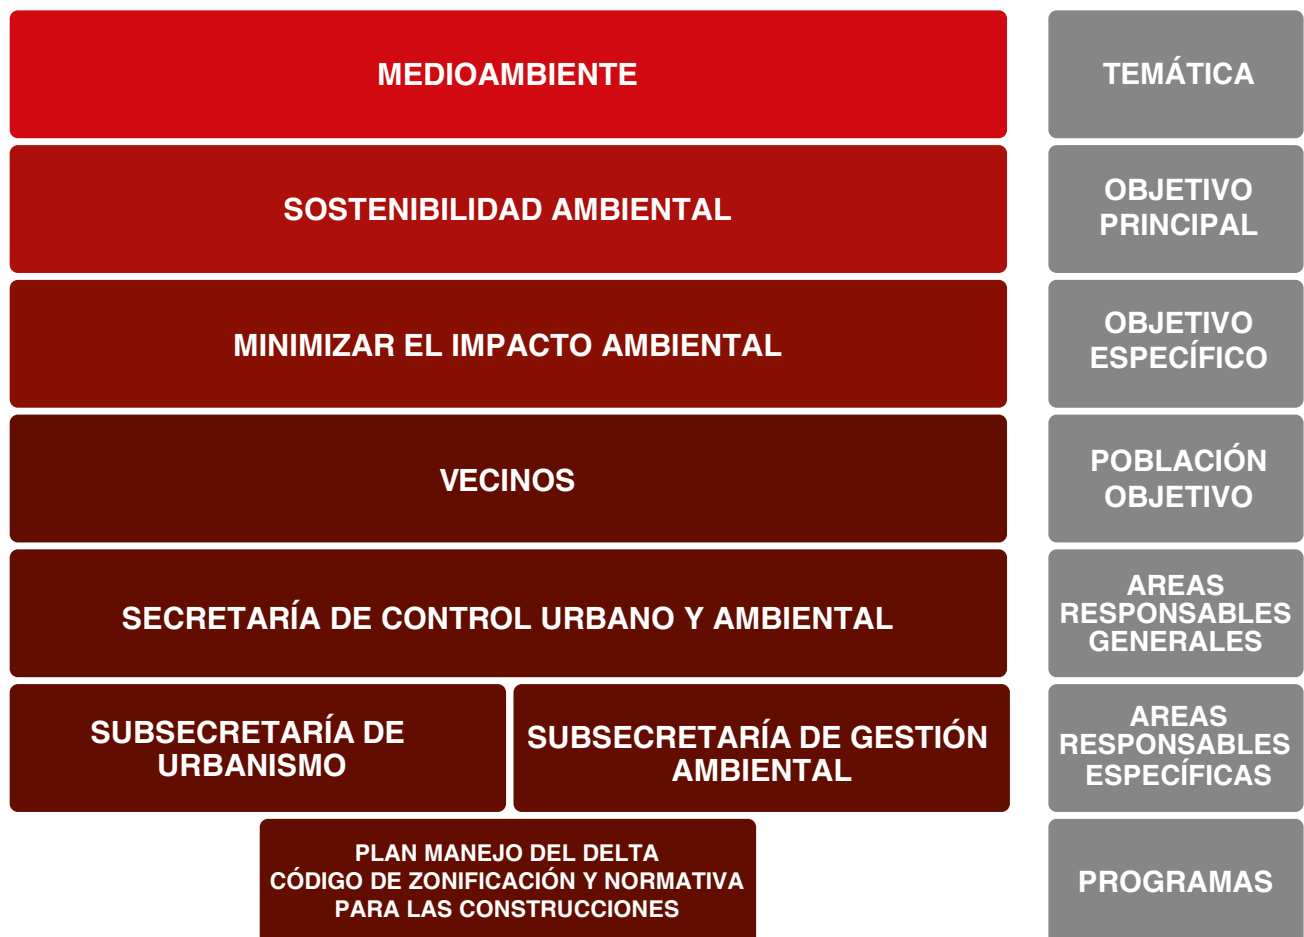 MEDIOAMBIENTE
TEMÁTICA
SOSTENIBILIDAD AMBIENTAL
OBJETIVO
PRINCIPAL
MINIMIZAR EL IMPACTO AMBIENTAL
OBJETIVO
ESPECÍFICO
VECINOS
POBLACIÓN
OBJETIVO
SECRETARÍA DE CONTROL URBANO Y AMBIENTAL
AREAS
RESPONSABLES
GENERALES
SUBSECRETARÍA DE
URBANISMO
SUBSECRETARÍA DE GESTIÓN
AMBIENTAL
AREAS
RESPONSABLES
ESPECÍFICAS
PLAN MANEJO DEL DELTA
CÓDIGO DE ZONIFICACIÓN Y NORMATIVA
PARA LAS CONSTRUCCIONES
PROGRAMAS